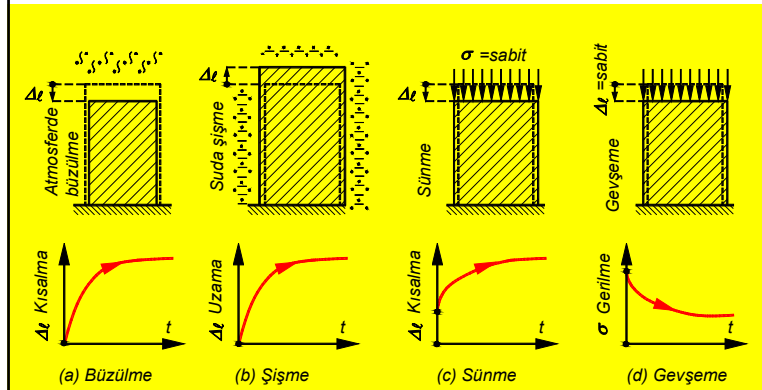 σ =sabit
Δℓ
Atmosferde
büzülme
Δℓ
Suda şişme
Δℓ
Sünme
Δℓ =sabit
Gevşeme
Δℓ Kısalma
t
Δℓ Uzama
t
Δℓ Kısalma
t
σ Gerilme
t
(a) Büzülme
(b) Şişme
(c) Sünme
(d) Gevşeme